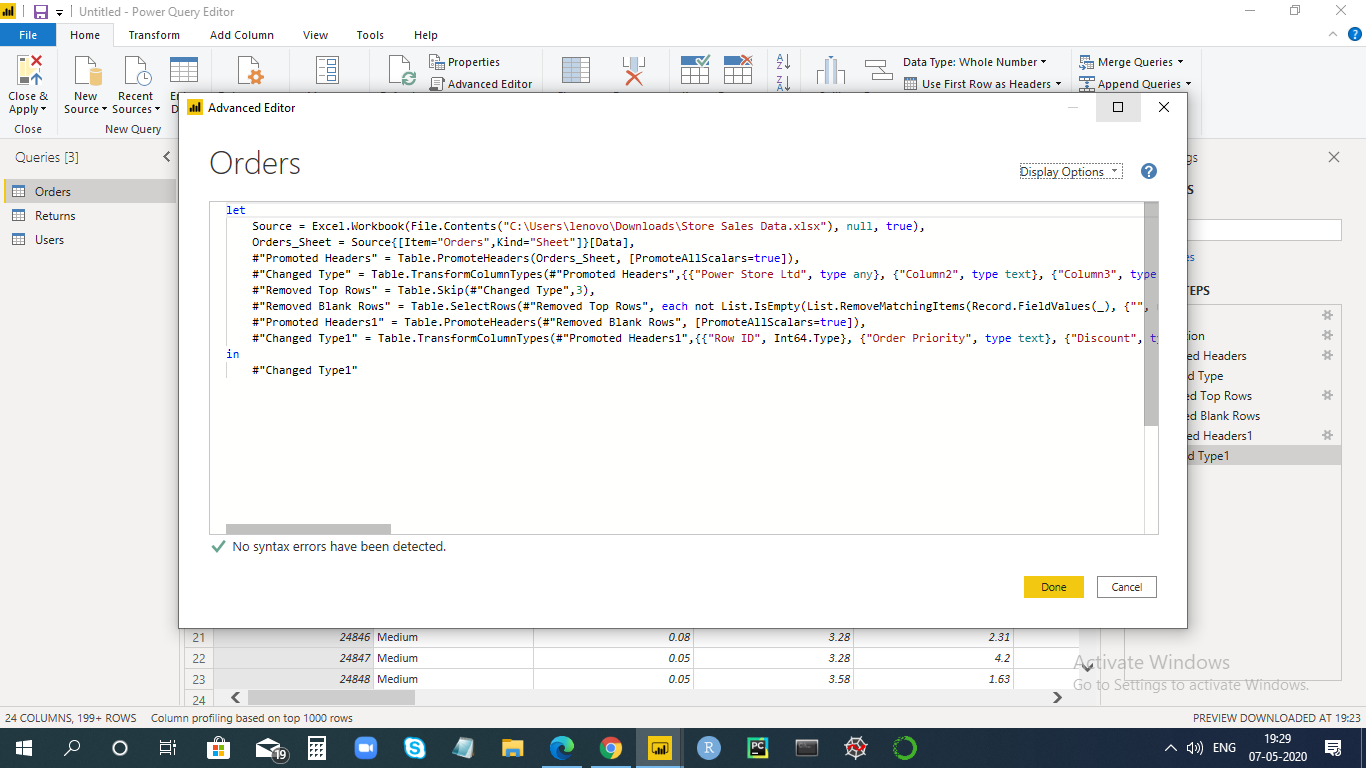 Untitled - Power Query Editor
File Home Transform Add Column View Tools Help
Close & Apply
New Source
Recent Sources
Properties
Advanced Editor
Data Type: Whole Number
Use First Row as Headers
Merge Queries
Append Queries
Close
New Query
Queries [3]
Orders
Returns
Users
Advanced Editor
Orders
Display Options
?
let
Source = Excel.Workbook(File.Contents("C:\Users\lenovo\Downloads\Store Sales Data.xlsx"), null, true),
Orders_Sheet = Source{[Item="Orders",Kind="Sheet"]}[Data],
#"Promoted Headers" = Table.PromoteHeaders(Orders_Sheet, [PromoteAllScalars=true]),
#"Changed Type" = Table.TransformColumnTypes(#"Promoted Headers",{{"Power Store Ltd", type any}, {"Column2", type text}, {"Column3", type
#"Removed Top Rows" = Table.Skip(#"Changed Type",3),
#"Removed Blank Rows" = Table.SelectRows(#"Removed Top Rows", each not List.IsEmpty(List.RemoveMatchingItems(Record.FieldValues(_), {"",
#"Promoted Headers1" = Table.PromoteHeaders(#"Removed Blank Rows", [PromoteAllScalars=true]),
#"Changed Type1" = Table.TransformColumnTypes(#"Promoted Headers1",{{"Row ID", Int64.Type}, {"Order Priority", type text}, {"Discount", ty
in
#"Changed Type1"
No syntax errors have been detected.
Done
Cancel
gs
S
es
TEPS
ion
ed Headers
d Type
ed Top Rows
ed Blank Rows
ed Headers1
d Type1
21 24846 Medium 0.08 3.28 2.31
22 24847 Medium 0.05 3.28 4.2
23 24848 Medium 0.05 3.58 1.63
24
Activate Windows
Go to Settings to activate Windows.
24 COLUMNS, 199+ ROWS Column profiling based on top 1000 rows
PREVIEW DOWNLOADED AT 19:23
19
R
PC
ENG
19:29
07-05-2020